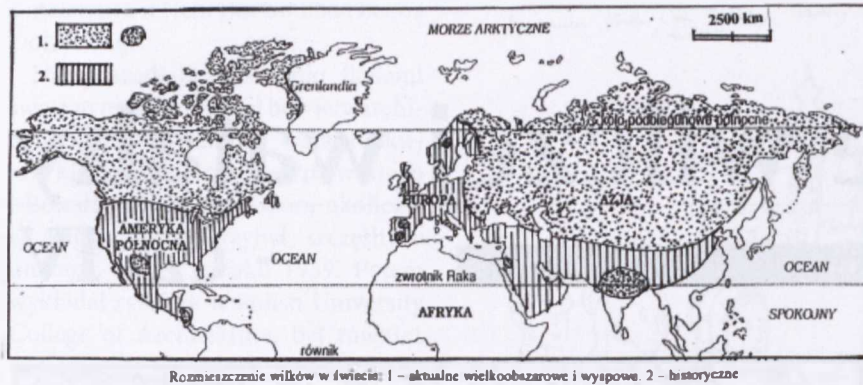 1.
2.
MORZE ARKTYCZNE
2500 km
Grenlandia
koło podbiegunowe północne
AMERYKA
PÓŁNOCNA
EUROPA
AZJA
OCEAN
OCEAN
OCEAN
zwrotnik Raka
AFRYKA
SPOKOJNY
równik
Rozmieszczenie wilków w świecie: 1 – aktualne wielkoobszarowe i wyspowe. 2 – historyczne